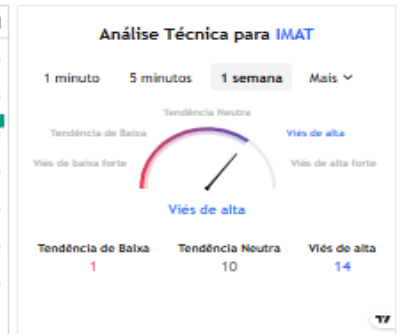 Análise Técnica para IMAT
1 minuto 5 minutos 1 semana Mais
Tendência Neutra
Tendência de Baixa Viés de alta
Viés de baixa forte Viés de alta forte
Viés de alta
Tendência de Baixa Tendência Neutra Viés de alta
1 10 14